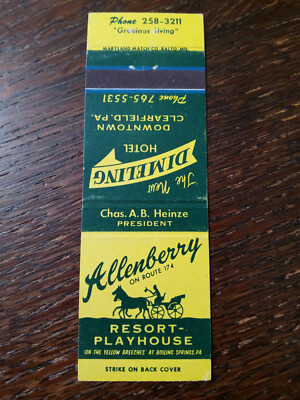 Phone 258-3211
"Gracious Living"
MARYLAND MATCH CO. BALTO. MD.
The New
DIMELING
HOTEL
DOWNTOWN
CLEARFIELD, PA.
Phone 765-5531
Chas. A.B. Heinze
PRESIDENT
Allenberry
ON ROUTE 174
RESORT-
PLAYHOUSE
'ON THE YELLOW BREECHES' AT BOILING SPRINGS, PA
STRIKE ON BACK COVER